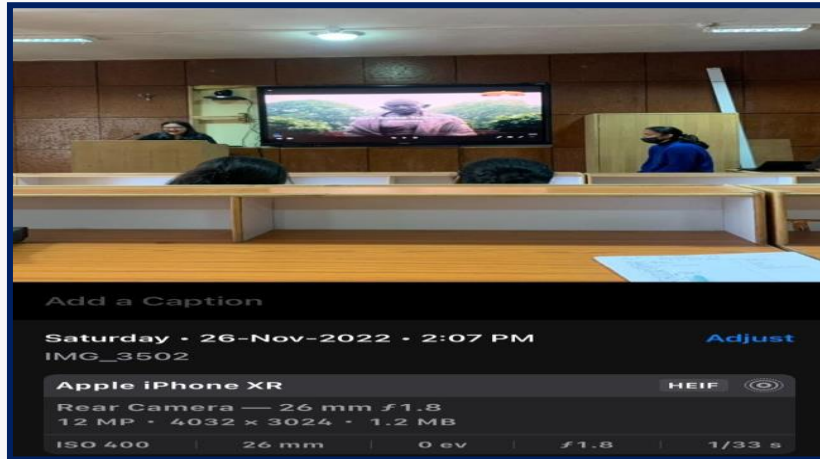 Add a Caption
Saturday • 26-Nov-2022 • 2:07 PM
Adjust
IMG_3502
Apple iPhone XR
HEIF
Rear Camera — 26 mm ƒ1.8
12 MP • 4032 × 3024 • 1.2 MB
ISO 400 | 26 mm | 0 ev | ƒ1.8 | 1/33 s